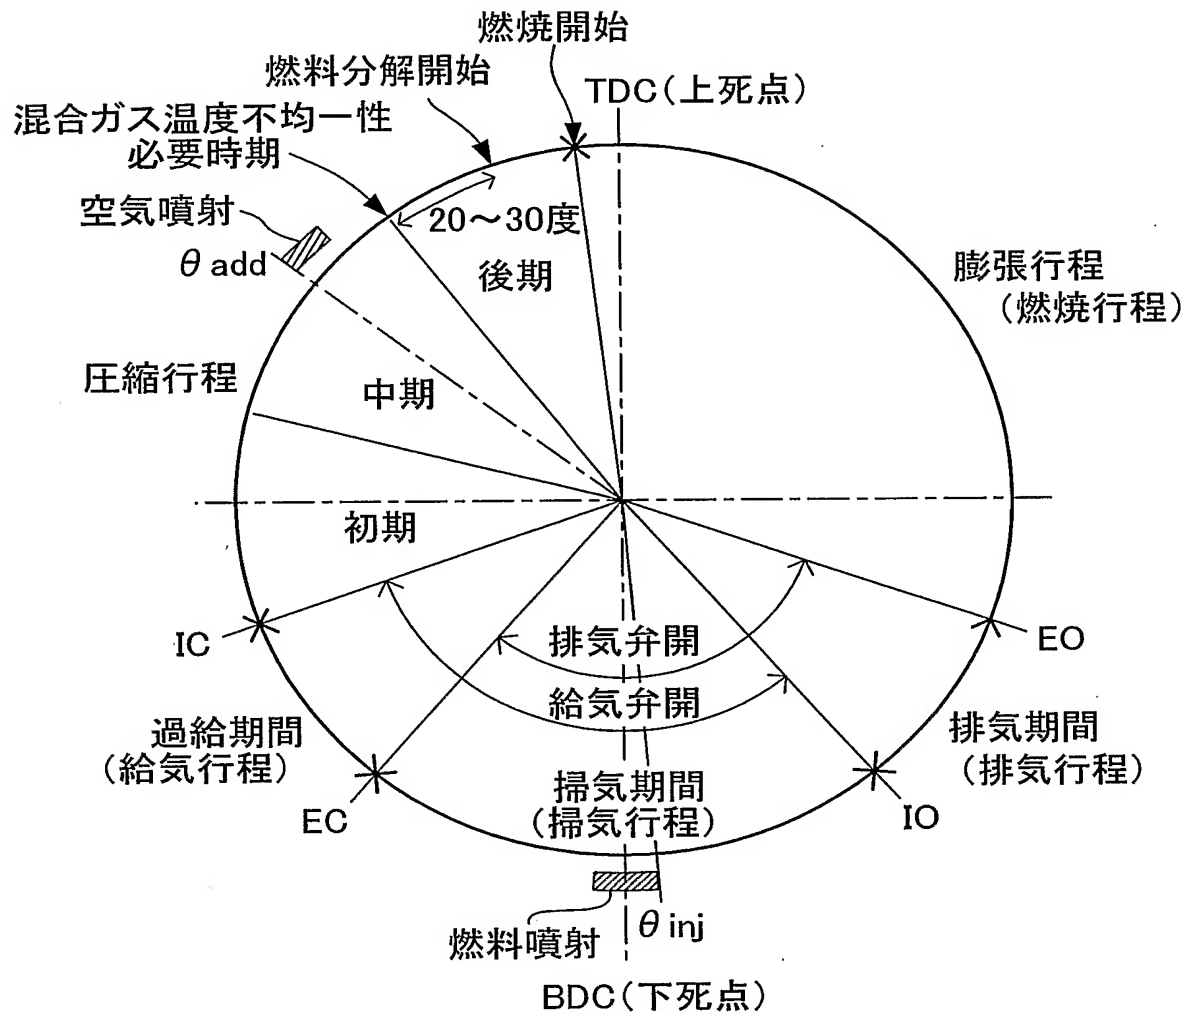 燃焼開始
燃料分解開始
TDC（上死点）
混合ガス温度不均一性
必要時期
空気噴射
20～30度
θ add
後期
膨張行程
（燃焼行程）
圧縮行程
中期
初期
IC
排気弁開
EO
給気弁開
過給期間
（給気行程）
排気期間
（排気行程）
掃気期間
（掃気行程）
EC
IO
燃料噴射
θ inj
BDC（下死点）